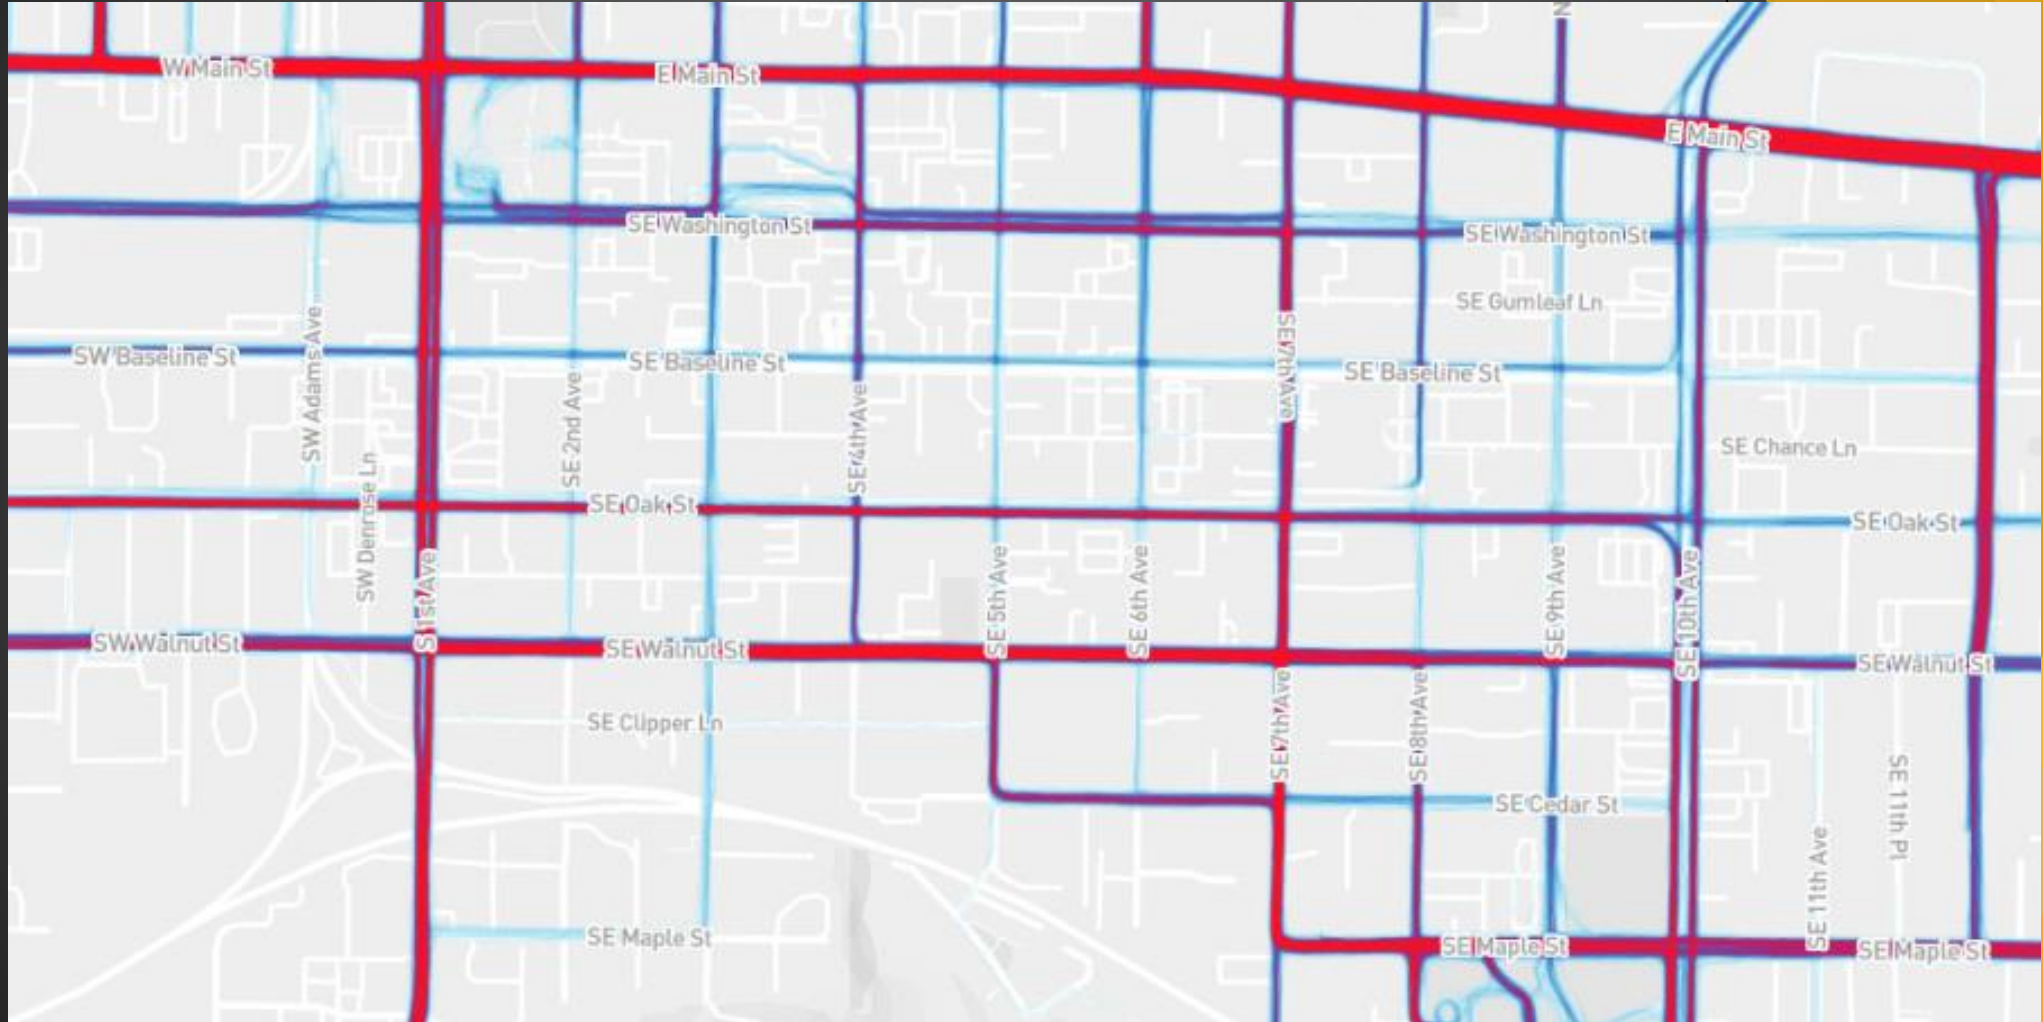 N
W Main St
E Main St
E Main St
SE Washington St
SE Washington St
SE Gumleaf Ln
SW Baseline St
SE Baseline St
SE Baseline St
SW Adams Ave
SE 2nd Ave
SE 4th Ave
SE 7th Ave
SE Chance Ln
SW Denrose Ln
SE Oak St
SE Oak St
S 1st Ave
SE 5th Ave
SE 6th Ave
SE 9th Ave
SE 10th Ave
SW Walnut St
SE Walnut St
SE Walnut St
SE Clipper Ln
SE 7th Ave
SE 8th Ave
SE Cedar St
SE 11th Pl
SE 11th Ave
SE Maple St
SE Maple St
SE Maple St